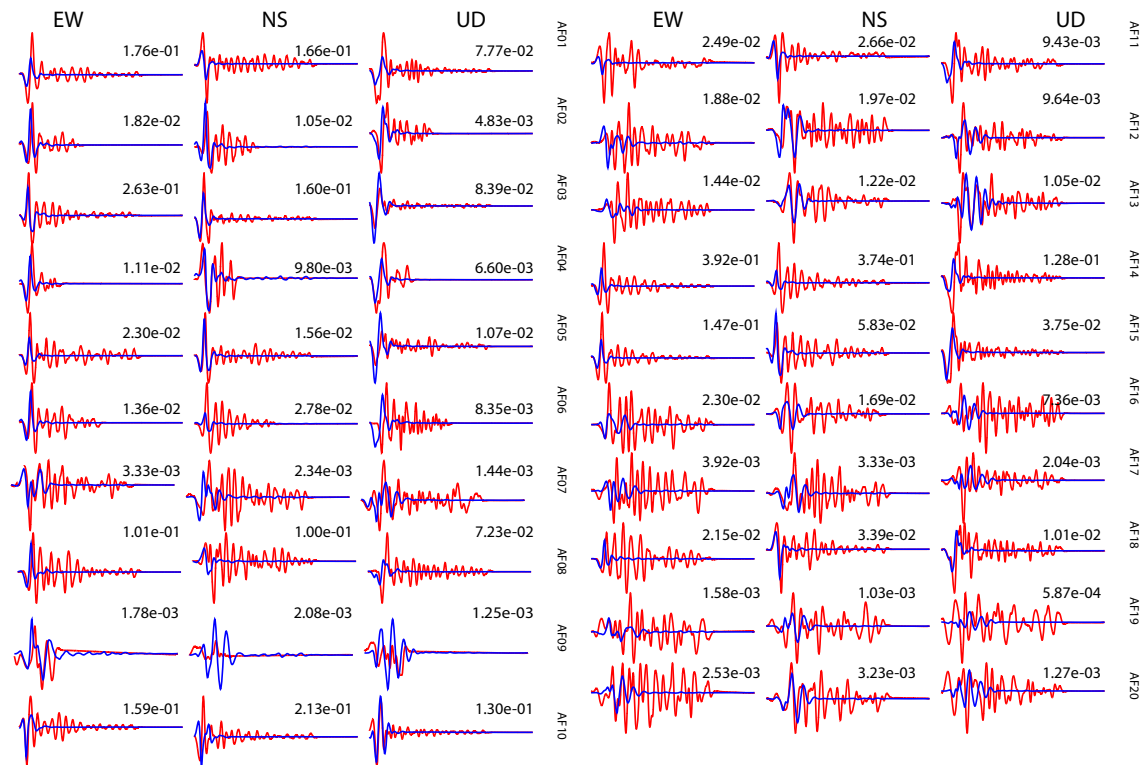 EW NS UD
1.76e-01 1.66e-01 7.77e-02 AF01
1.82e-02 1.05e-02 4.83e-03 AF02
2.63e-01 1.60e-01 8.39e-02 AF03
1.11e-02 9.80e-03 6.60e-03 AF04
2.30e-02 1.56e-02 1.07e-02 AF05
1.36e-02 2.78e-02 8.35e-03 AF06
3.33e-03 2.34e-03 1.44e-03 AF07
1.01e-01 1.00e-01 7.23e-02 AF08
1.78e-03 2.08e-03 1.25e-03 AF09
1.59e-01 2.13e-01 1.30e-01 AF10
EW NS UD
2.49e-02 2.66e-02 9.43e-03 AF11
1.88e-02 1.97e-02 9.64e-03 AF12
1.44e-02 1.22e-02 1.05e-02 AF13
3.92e-01 3.74e-01 1.28e-01 AF14
1.47e-01 5.83e-02 3.75e-02 AF15
2.30e-02 1.69e-02 7.36e-03 AF16
3.92e-03 3.33e-03 2.04e-03 AF17
2.15e-02 3.39e-02 1.01e-02 AF18
1.58e-03 1.03e-03 5.87e-04 AF19
2.53e-03 3.23e-03 1.27e-03 AF20